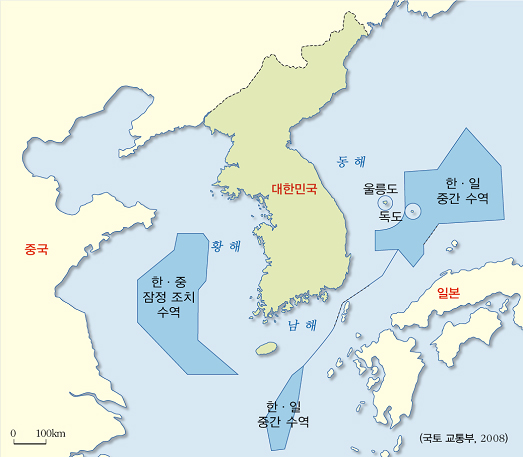 동해
대한민국
울릉도
독도
한 · 일
중간 수역
중국
황해
한 · 중
잠정 조치
수역
일본
남해
한 · 일
중간 수역
0 100km
(국토 교통부, 2008)